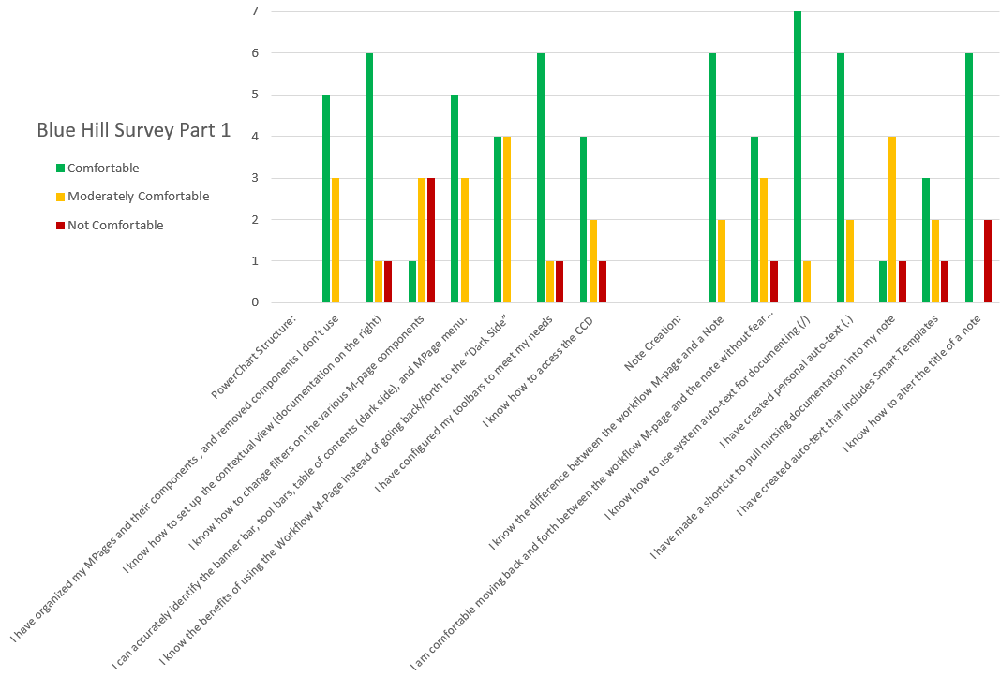 7
6
5
4
3
2
1
0
Blue Hill Survey Part 1
Comfortable
Moderately Comfortable
Not Comfortable
PowerChart Structure:
I have organized my MPages and their components , and removed components I don't use
I know how to set up the contextual view (documentation on the right)
I know how to change filters on the various M-page components
I can accurately identify the banner bar, tool bars, table of contents (dark side), and MPage menu.
I know the benefits of using the Workflow M-Page instead of going back/forth to the “Dark Side”
I have configured my toolbars to meet my needs
I know how to access the CCD
Note Creation:
I know the difference between the workflow M-page and a Note
I am comfortable moving back and forth between the workflow M-page and the note without fear…
I know how to use system auto-text for documenting (/)
I have created personal auto-text (.)
I have made a shortcut to pull nursing documentation into my note
I have created auto-text that includes Smart Templates
I know how to alter the title of a note